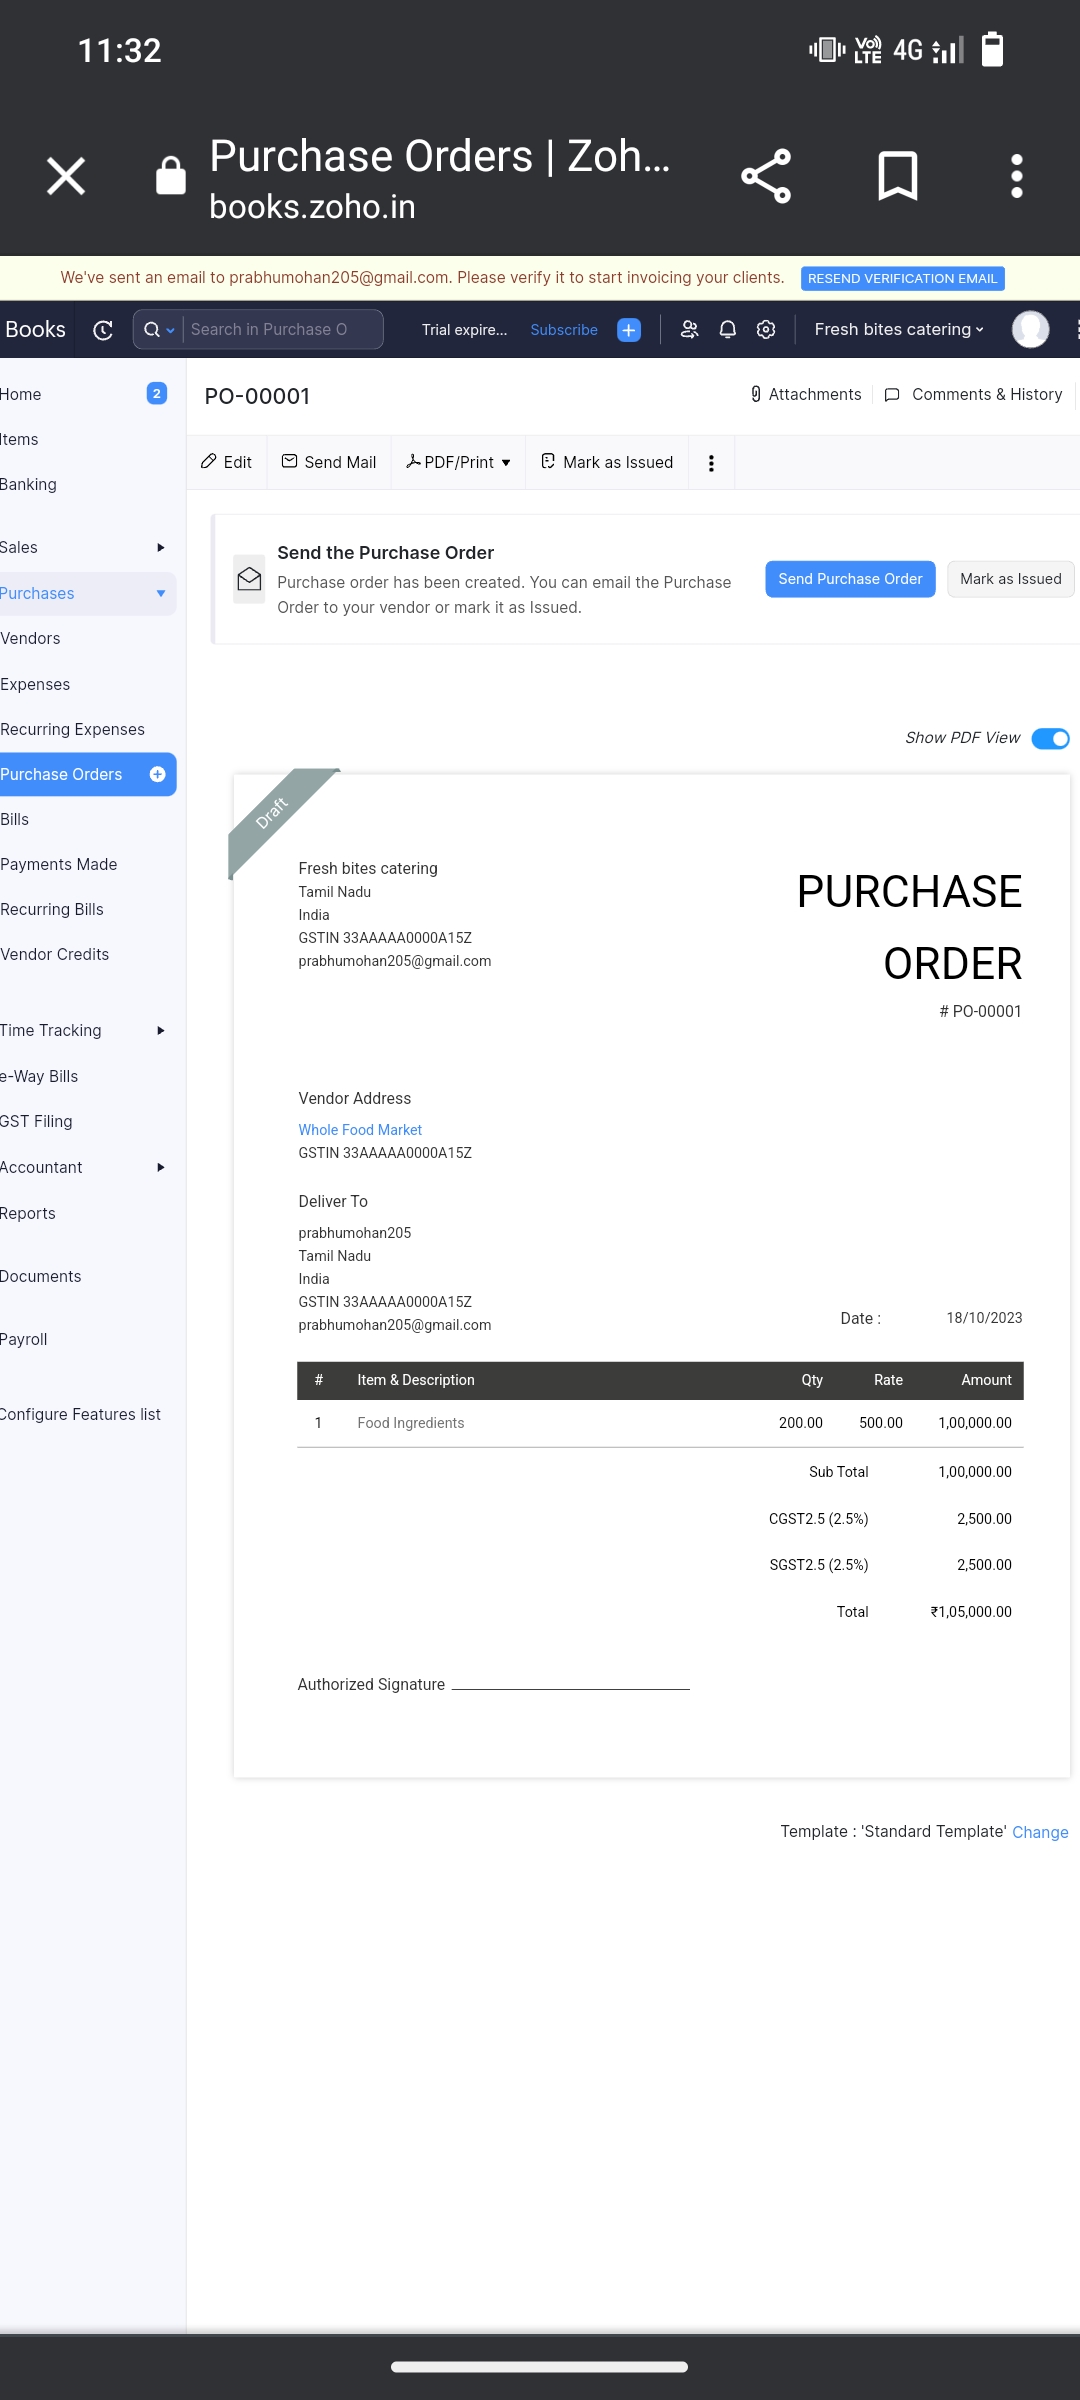 11:32
Vo)) LTE 4G
Purchase Orders | Zoh...
books.zoho.in
We've sent an email to prabhumohan205@gmail.com. Please verify it to start invoicing your clients. RESEND VERIFICATION EMAIL
Books Search in Purchase O Trial expire... Subscribe Fresh bites catering
Home 2
Items
Banking
Sales
Purchases
Vendors
Expenses
Recurring Expenses
Purchase Orders
Bills
Payments Made
Recurring Bills
Vendor Credits
Time Tracking
e-Way Bills
GST Filing
Accountant
Reports
Documents
Payroll
Configure Features list
PO-00001 Attachments Comments & History
Edit Send Mail PDF/Print Mark as Issued
Send the Purchase Order
Purchase order has been created. You can email the Purchase
Order to your vendor or mark it as Issued.
Send Purchase Order Mark as Issued
Show PDF View
Draft
Fresh bites catering
Tamil Nadu
India
GSTIN 33AAAAA0000A15Z
prabhumohan205@gmail.com
PURCHASE
ORDER
# PO-00001
Vendor Address
Whole Food Market
GSTIN 33AAAAA0000A15Z
Deliver To
prabhumohan205
Tamil Nadu
India
GSTIN 33AAAAA0000A15Z
prabhumohan205@gmail.com
Date : 18/10/2023
# Item & Description Qty Rate Amount
1 Food Ingredients 200.00 500.00 1,00,000.00
Sub Total 1,00,000.00
CGST2.5 (2.5%) 2,500.00
SGST2.5 (2.5%) 2,500.00
Total ₹1,05,000.00
Authorized Signature
Template : 'Standard Template' Change